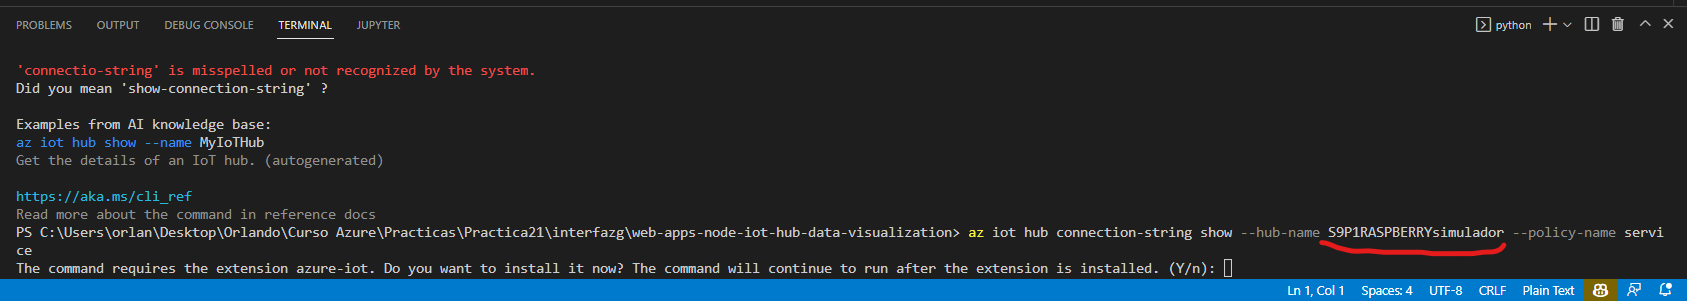 PROBLEMS OUTPUT DEBUG CONSOLE TERMINAL JUPYTER python
'connectio-string' is misspelled or not recognized by the system.
Did you mean 'show-connection-string' ?
Examples from AI knowledge base:
az iot hub show --name MyIoTHub
Get the details of an IoT hub. (autogenerated)
https://aka.ms/cli_ref
Read more about the command in reference docs
PS C:\Users\orlan\Desktop\Orlando\Curso Azure\Practicas\Practica21\interfazg\web-apps-node-iot-hub-data-visualization> az iot hub connection-string show --hub-name S9P1RASPBERRYsimulador --policy-name servi
ce
The command requires the extension azure-iot. Do you want to install it now? The command will continue to run after the extension is installed. (Y/n):
Ln 1, Col 1 Spaces: 4 UTF-8 CRLF Plain Text